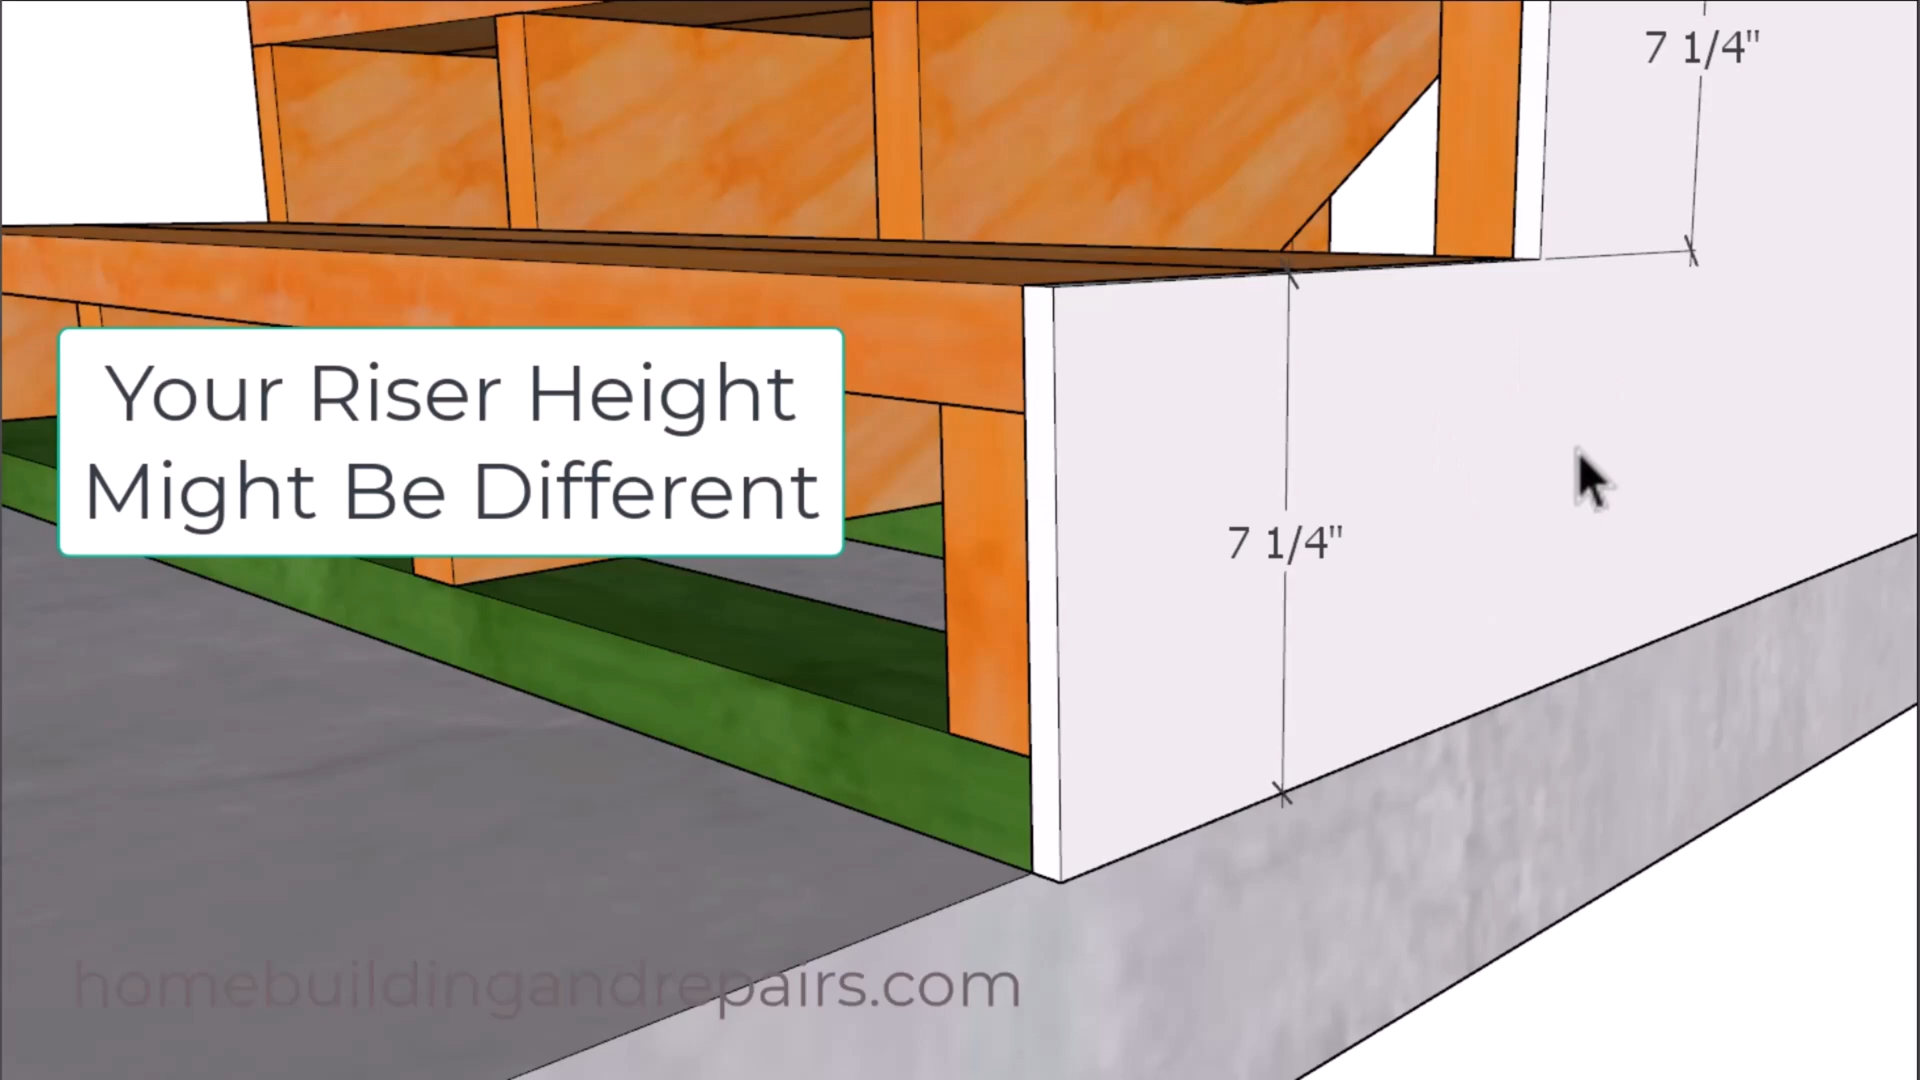 7 1/4"
Your Riser Height
Might Be Different
7 1/4"
homebuildingandrepairs.com